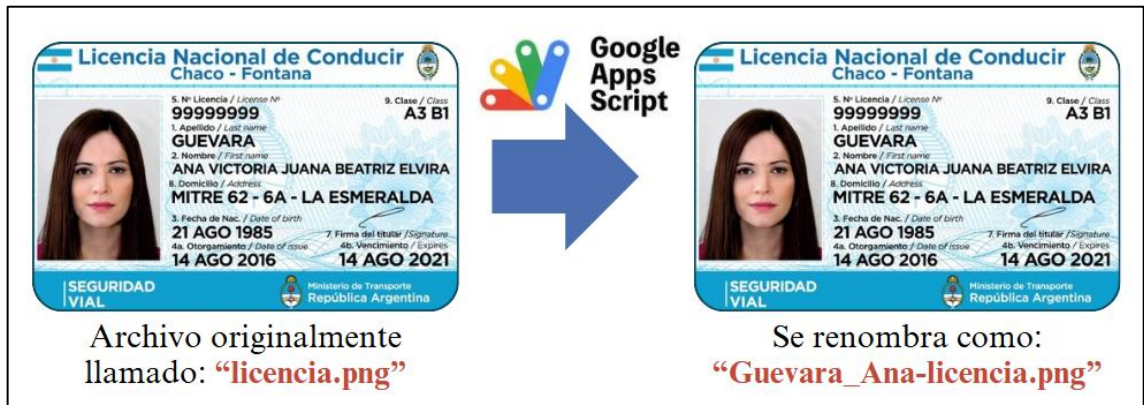 Licencia Nacional de Conducir
Chaco - Fontana
5. Nº Licencia / License Nº
9. Clase / Class
99999999
A3 B1
1. Apellido / Last name
GUEVARA
2. Nombre / First name
ANA VICTORIA JUANA BEATRIZ ELVIRA
8. Domicilio / Address
MITRE 62 - 6A - LA ESMERALDA
3. Fecha de Nac. / Date of birth
21 AGO 1985
7. Firma del titular / Signature
4a. Otorgamiento / Date of issue
4b. Vencimiento / Expires
14 AGO 2016
14 AGO 2021
SEGURIDAD
VIAL
Ministerio de Transporte
República Argentina
Archivo originalmente
llamado: “licencia.png”
Google
Apps
Script
Licencia Nacional de Conducir
Chaco - Fontana
5. Nº Licencia / License Nº
9. Clase / Class
99999999
A3 B1
1. Apellido / Last name
GUEVARA
2. Nombre / First name
ANA VICTORIA JUANA BEATRIZ ELVIRA
8. Domicilio / Address
MITRE 62 - 6A - LA ESMERALDA
3. Fecha de Nac. / Date of birth
21 AGO 1985
7. Firma del titular / Signature
4a. Otorgamiento / Date of issue
4b. Vencimiento / Expires
14 AGO 2016
14 AGO 2021
SEGURIDAD
VIAL
Ministerio de Transporte
República Argentina
Se renombra como:
“Guevara_Ana-licencia.png”